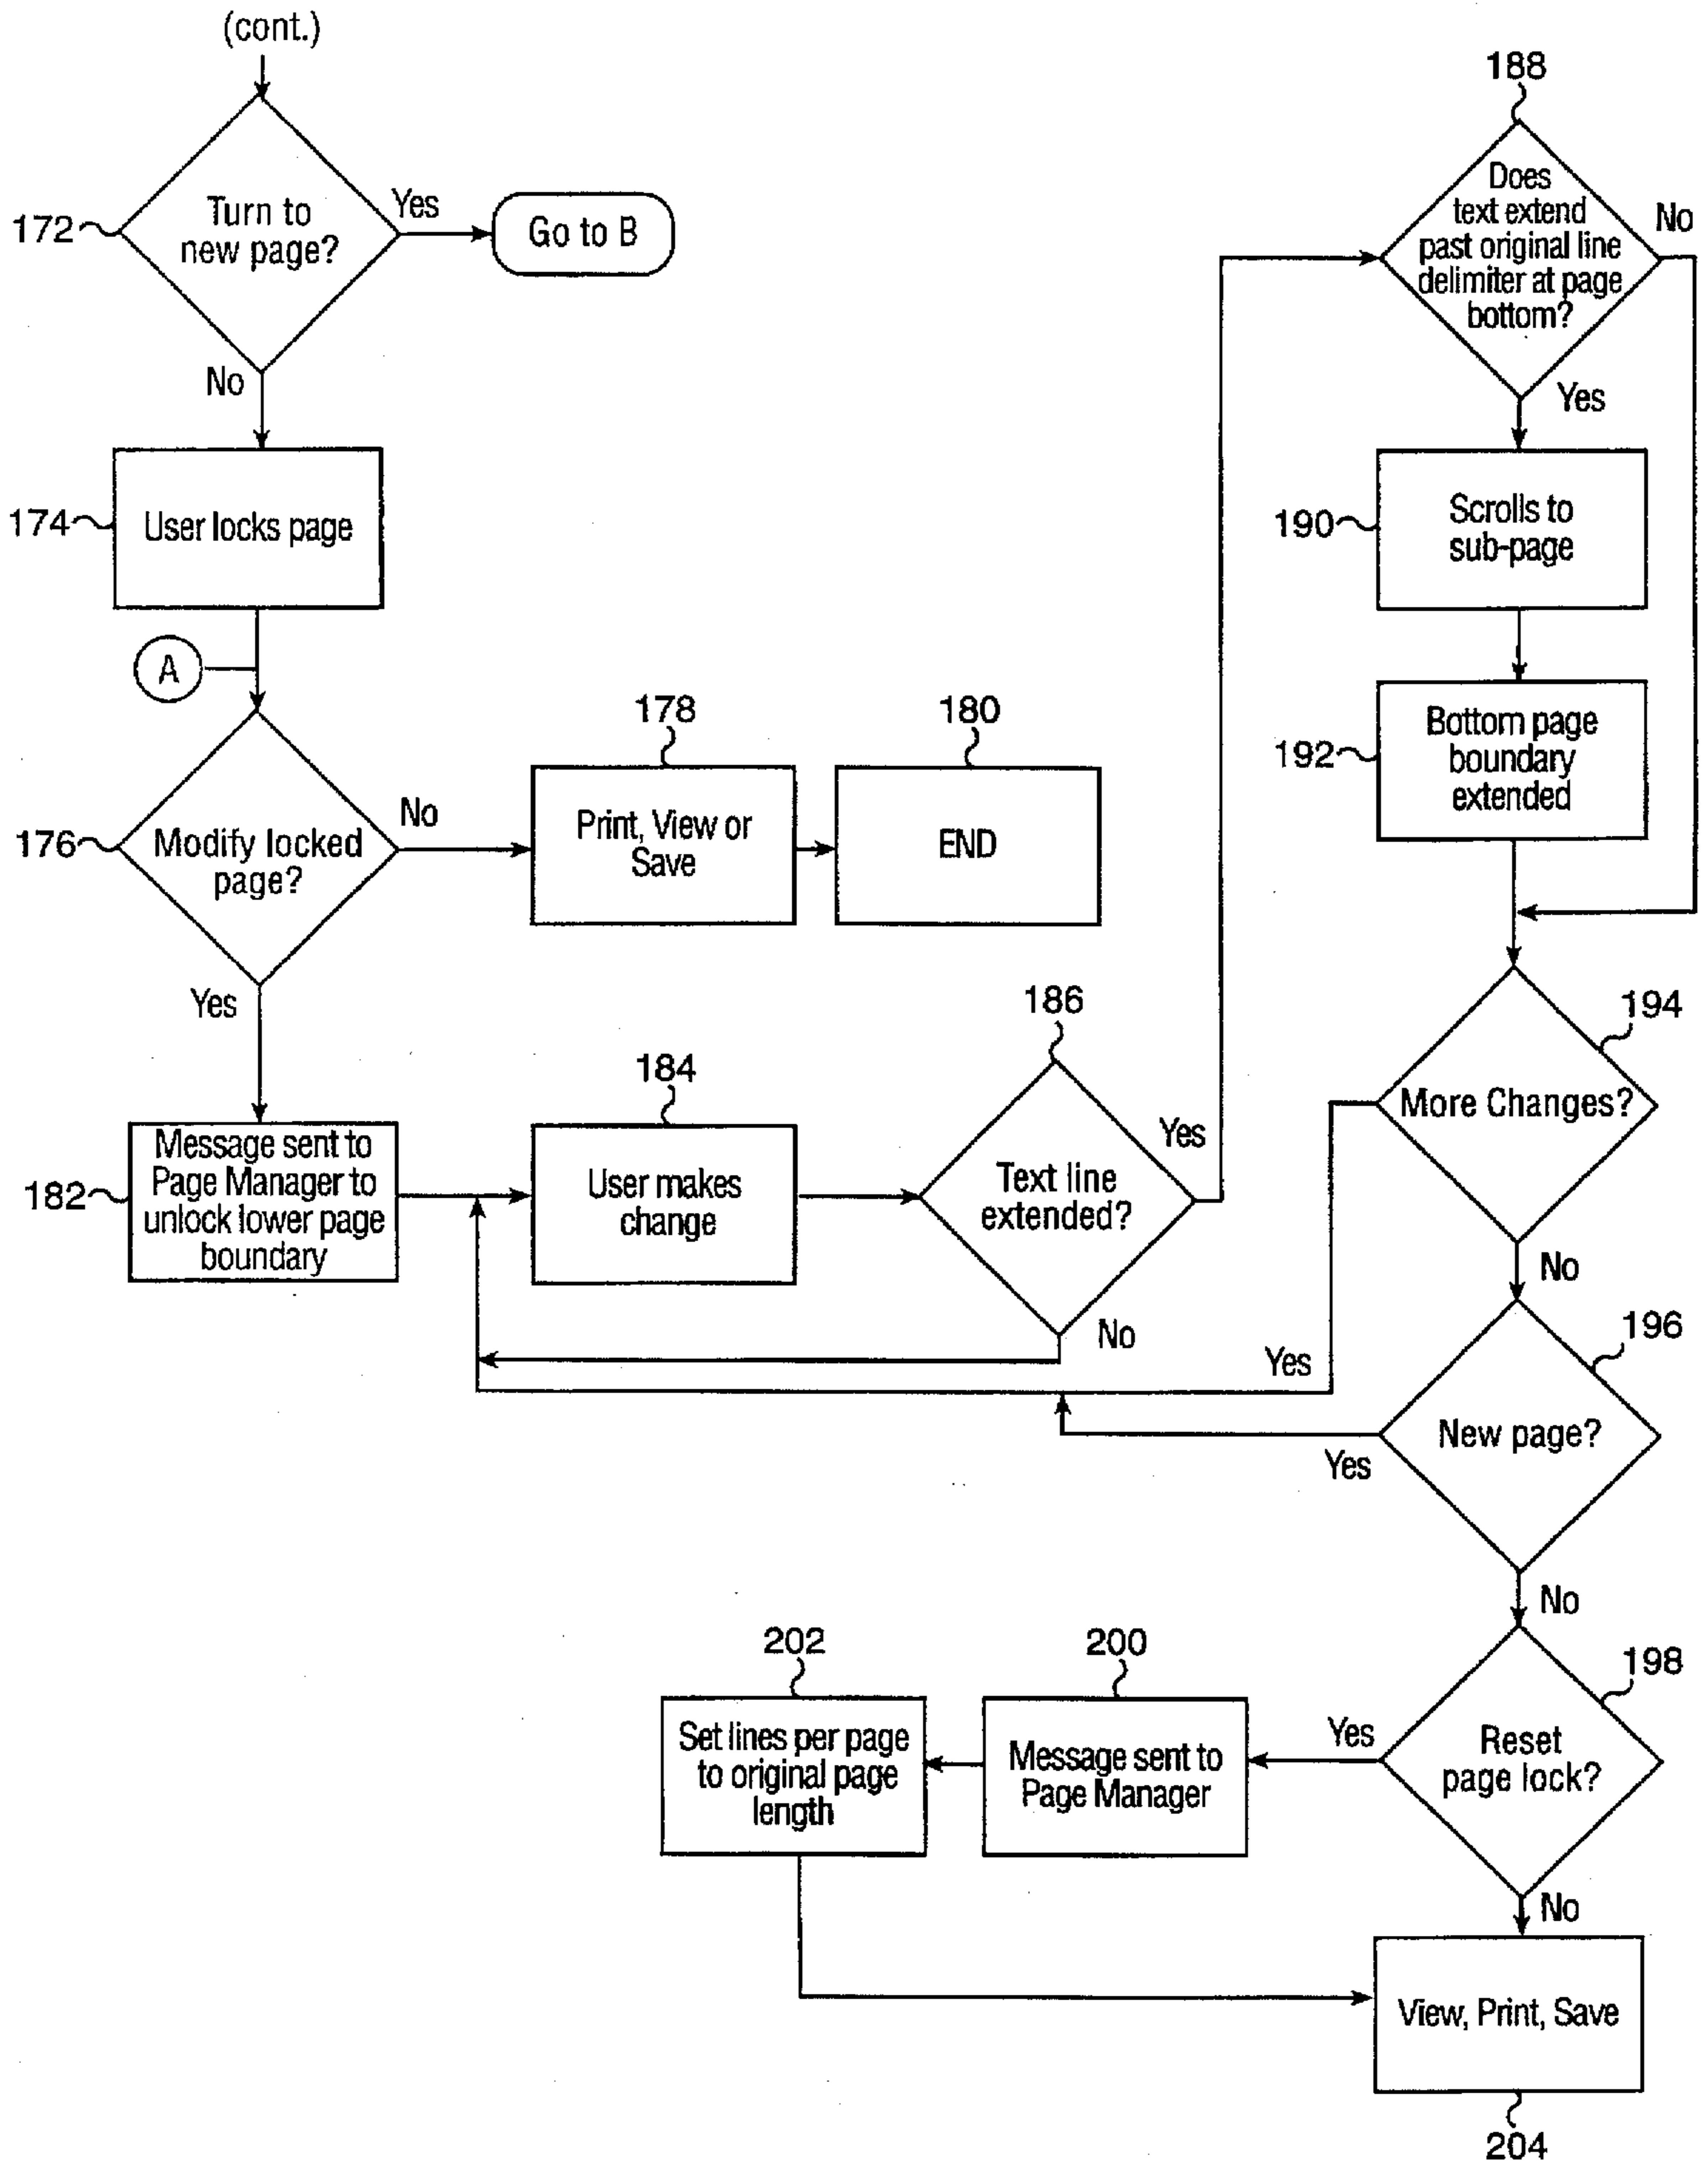 (cont.)
172
Turn to
new page?
Yes
Go to B
No
174
User locks page
A
176
Modify locked
page?
No
178
Print, View or
Save
180
END
Yes
182
Message sent to
Page Manager to
unlock lower page
boundary
184
User makes
change
186
Text line
extended?
Yes
No
188
Does
text extend
past original line
delimiter at page
bottom?
No
Yes
190
Scrolls to
sub-page
192
Bottom page
boundary
extended
194
More Changes?
Yes
No
196
New page?
Yes
No
198
Reset
page lock?
Yes
No
200
Message sent to
Page Manager
202
Set lines per page
to original page
length
View, Print, Save
204